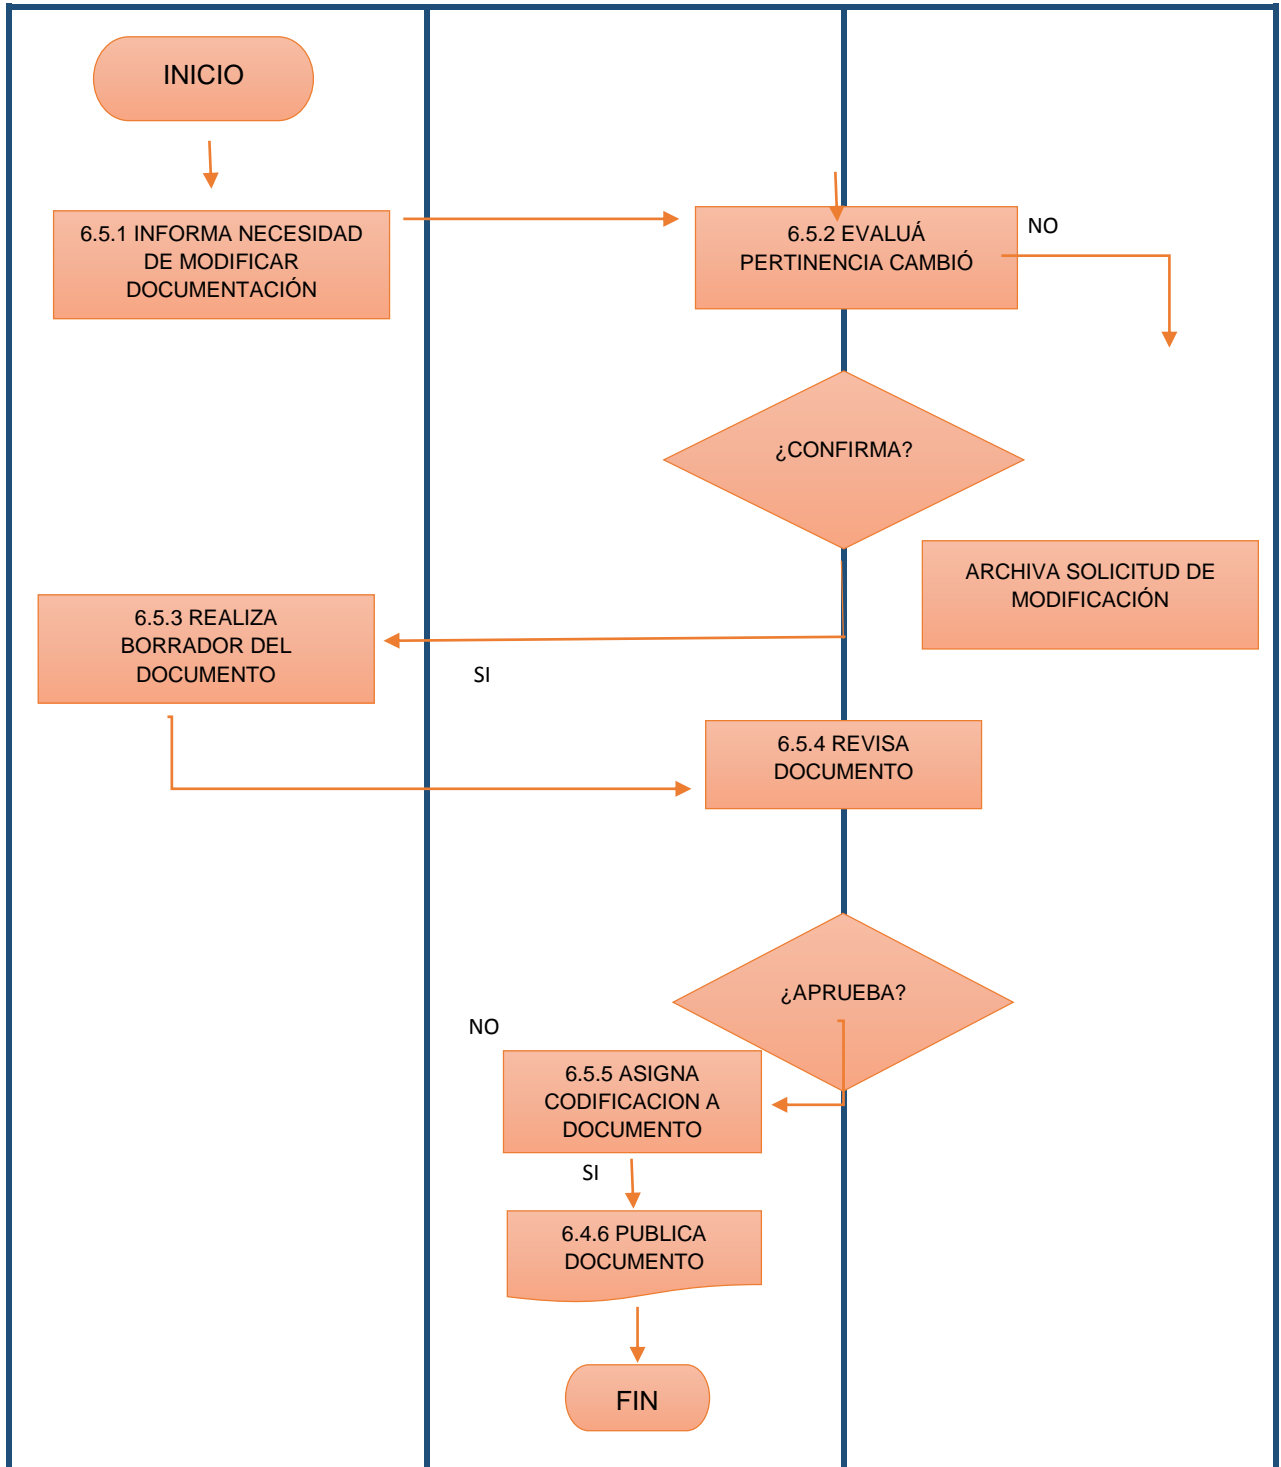 INICIO
6.5.1 INFORMA NECESIDAD
DE MODIFICAR
DOCUMENTACIÓN
6.5.2 EVALUÁ
PERTINENCIA CAMBIÓ
NO
¿CONFIRMA?
ARCHIVA SOLICITUD DE
MODIFICACIÓN
6.5.3 REALIZA
BORRADOR DEL
DOCUMENTO
SI
6.5.4 REVISA
DOCUMENTO
¿APRUEBA?
NO
6.5.5 ASIGNA
CODIFICACION A
DOCUMENTO
SI
6.4.6 PUBLICA
DOCUMENTO
FIN